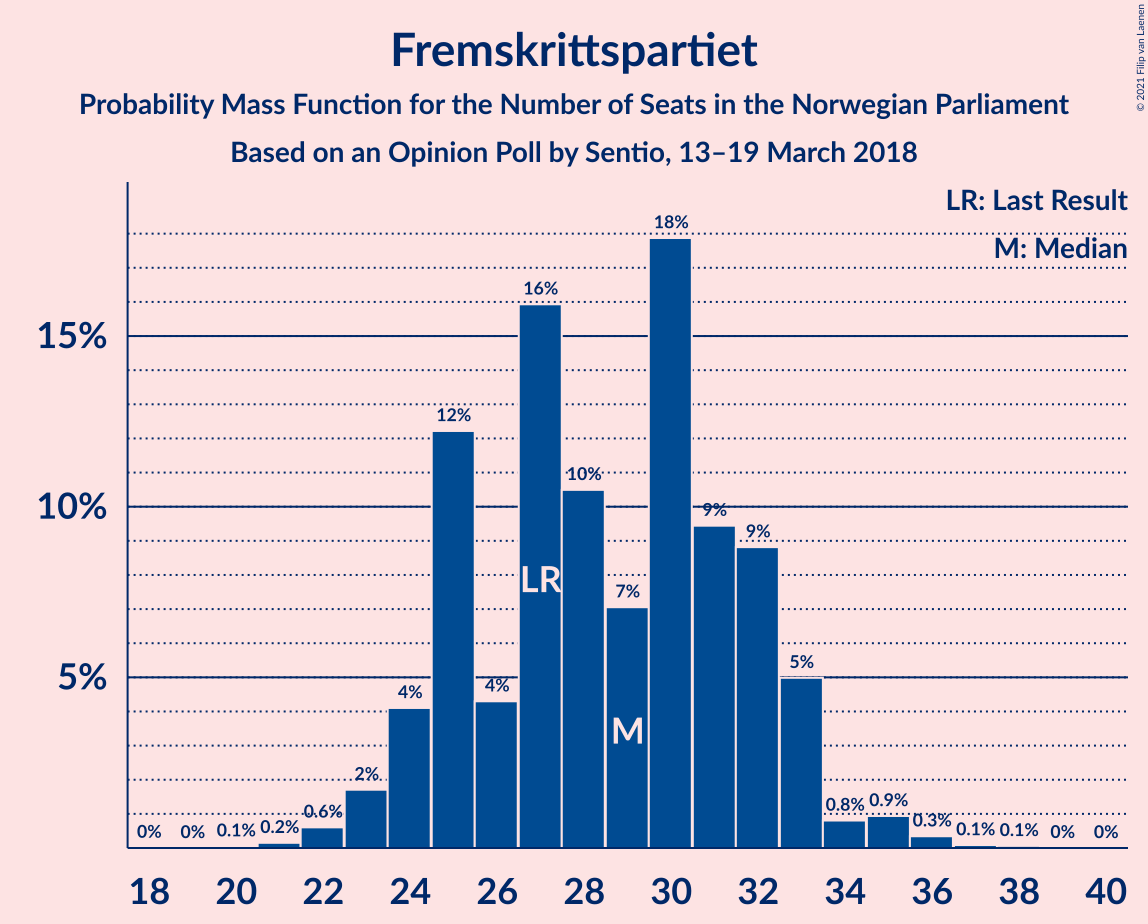 Fremskrittspartiet
Probability Mass Function for the Number of Seats in the Norwegian Parliament
Based on an Opinion Poll by Sentio, 13–19 March 2018
© 2021 Filip van Laenen
LR: Last Result
M: Median
15%
10%
5%
0% 0% 0.1% 0.2% 0.6% 2% 4% 12% 4% 16% 10% 7% 18% 9% 9% 5% 0.8% 0.9% 0.3% 0.1% 0.1% 0% 0%
LR
M
18 20 22 24 26 28 30 32 34 36 38 40